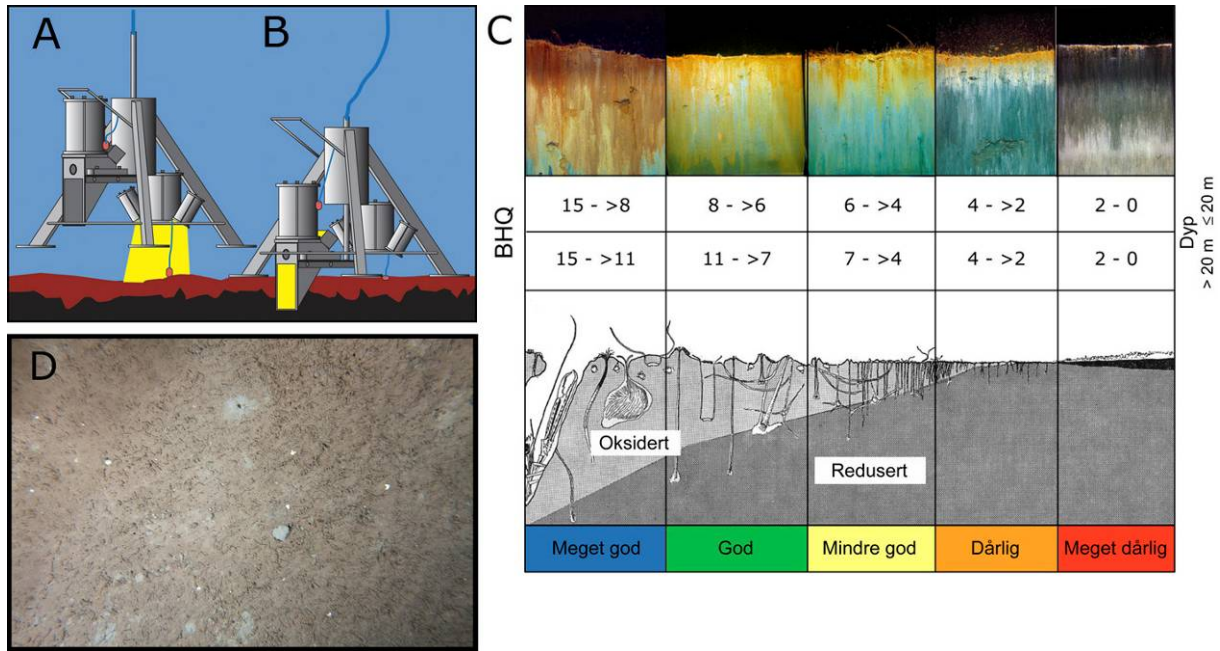 A
B
C
BHQ
15 - >8
8 - >6
6 - >4
4 - >2
2 - 0
15 - >11
11 - >7
7 - >4
4 - >2
2 - 0
Dyp
> 20 m ≤ 20 m
Oksidert
Redusert
Meget god
God
Mindre god
Dårlig
Meget dårlig
D